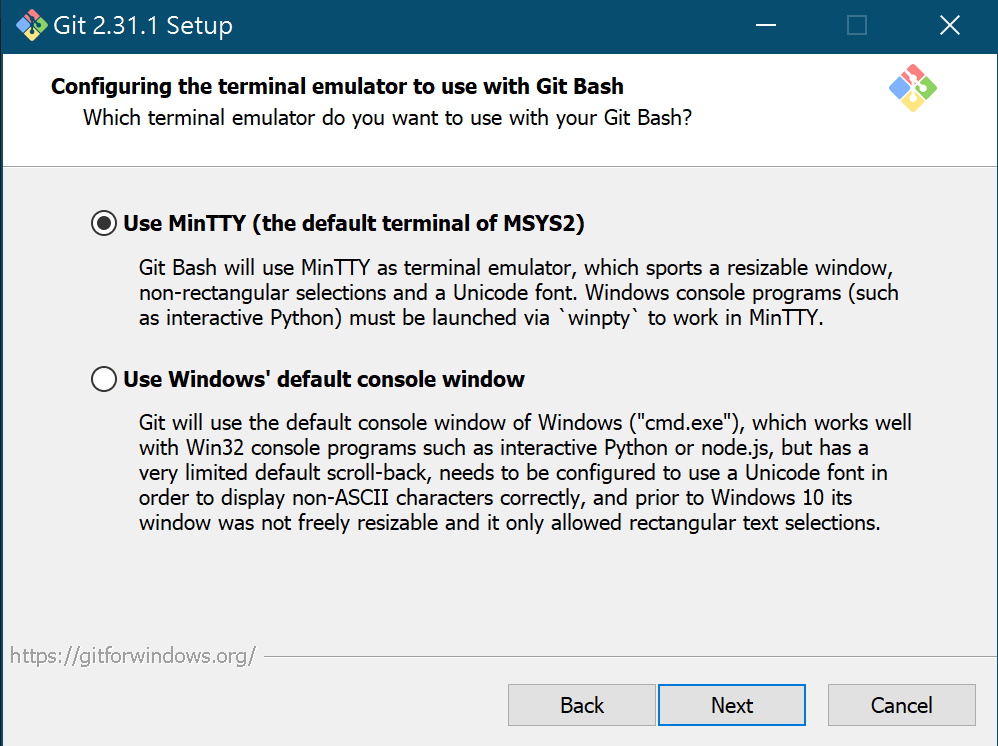 Git 2.31.1 Setup
Configuring the terminal emulator to use with Git Bash
Which terminal emulator do you want to use with your Git Bash?
Use MinTTY (the default terminal of MSYS2)
Git Bash will use MinTTY as terminal emulator, which sports a resizable window,
non-rectangular selections and a Unicode font. Windows console programs (such
as interactive Python) must be launched via `winpty` to work in MinTTY.
Use Windows' default console window
Git will use the default console window of Windows ("cmd.exe"), which works well
with Win32 console programs such as interactive Python or node.js, but has a
very limited default scroll-back, needs to be configured to use a Unicode font in
order to display non-ASCII characters correctly, and prior to Windows 10 its
window was not freely resizable and it only allowed rectangular text selections.
https://gitforwindows.org/
Back Next Cancel